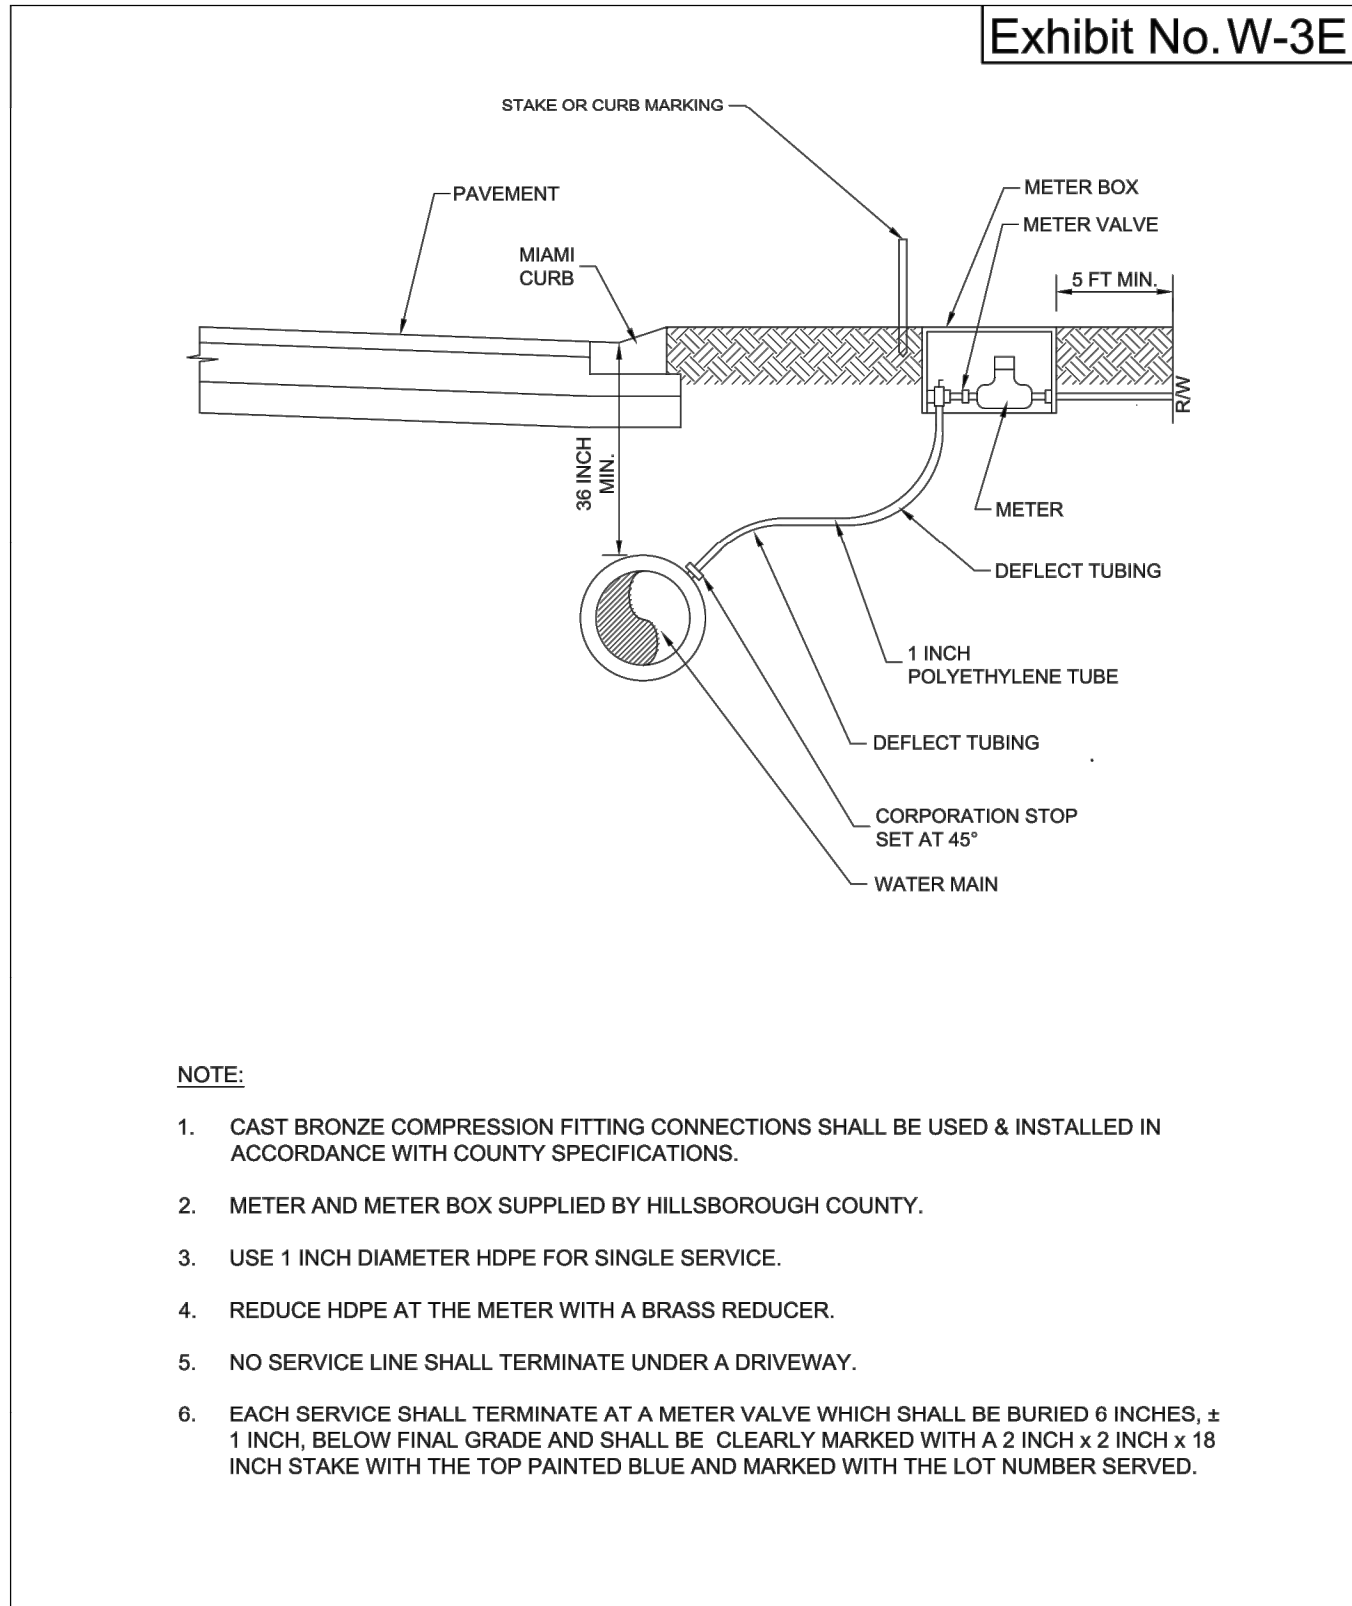 Exhibit No. W-3E
STAKE OR CURB MARKING
PAVEMENT
METER BOX
METER VALVE
MIAMI
CURB
5 FT MIN.
R/W
36 INCH
MIN.
METER
DEFLECT TUBING
1 INCH
POLYETHYLENE TUBE
DEFLECT TUBING
CORPORATION STOP
SET AT 45°
WATER MAIN
NOTE:
1. CAST BRONZE COMPRESSION FITTING CONNECTIONS SHALL BE USED & INSTALLED IN
ACCORDANCE WITH COUNTY SPECIFICATIONS.
2. METER AND METER BOX SUPPLIED BY HILLSBOROUGH COUNTY.
3. USE 1 INCH DIAMETER HDPE FOR SINGLE SERVICE.
4. REDUCE HDPE AT THE METER WITH A BRASS REDUCER.
5. NO SERVICE LINE SHALL TERMINATE UNDER A DRIVEWAY.
6. EACH SERVICE SHALL TERMINATE AT A METER VALVE WHICH SHALL BE BURIED 6 INCHES, ±
1 INCH, BELOW FINAL GRADE AND SHALL BE CLEARLY MARKED WITH A 2 INCH x 2 INCH x 18
INCH STAKE WITH THE TOP PAINTED BLUE AND MARKED WITH THE LOT NUMBER SERVED.